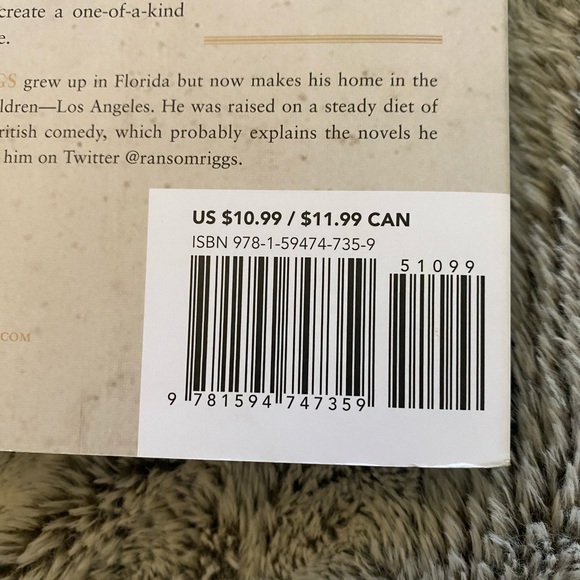 create a one-of-a-kind
e.
GS grew up in Florida but now makes his home in the
ldren—Los Angeles. He was raised on a steady diet of
ritish comedy, which probably explains the novels he
him on Twitter @ransomriggs.
US $10.99 / $11.99 CAN
ISBN 978-1-59474-735-9
51099
9 781594 747359
COM